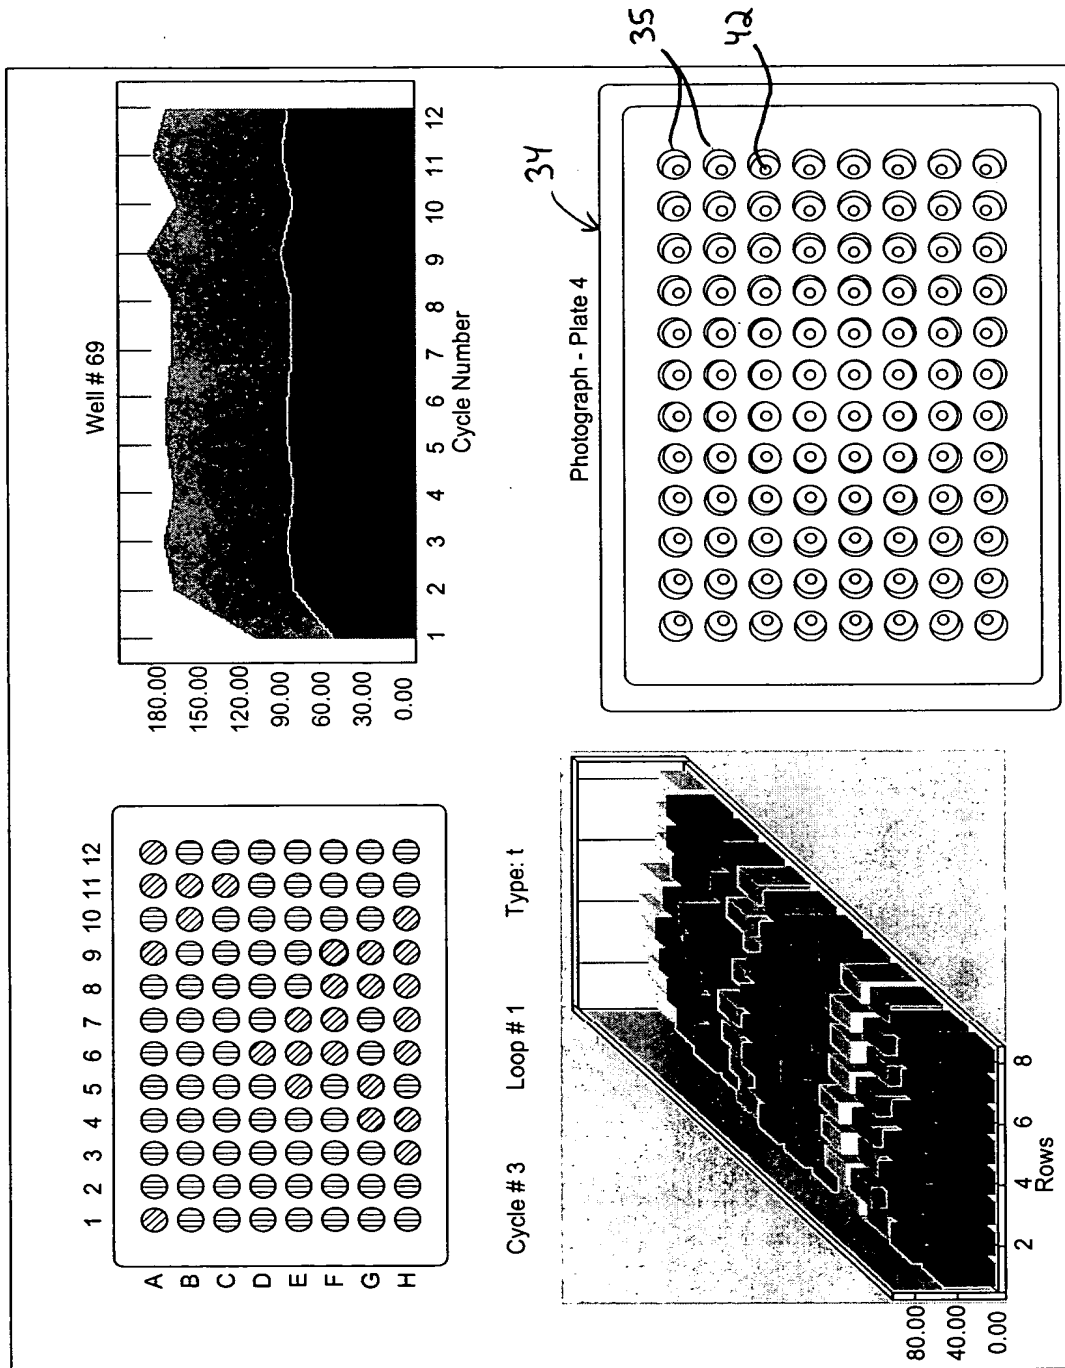 1 2 3 4 5 6 7 8 9 10 11 12
A
B
C
D
E
F
G
H
Well # 69
180.00
150.00
120.00
90.00
60.00
30.00
0.00
1 2 3 4 5 6 7 8 9 10 11 12
Cycle Number
Cycle # 3 Loop # 1 Type: t
80.00
40.00
0.00
2 4 6 8
Rows
Photograph - Plate 4
34
35
42